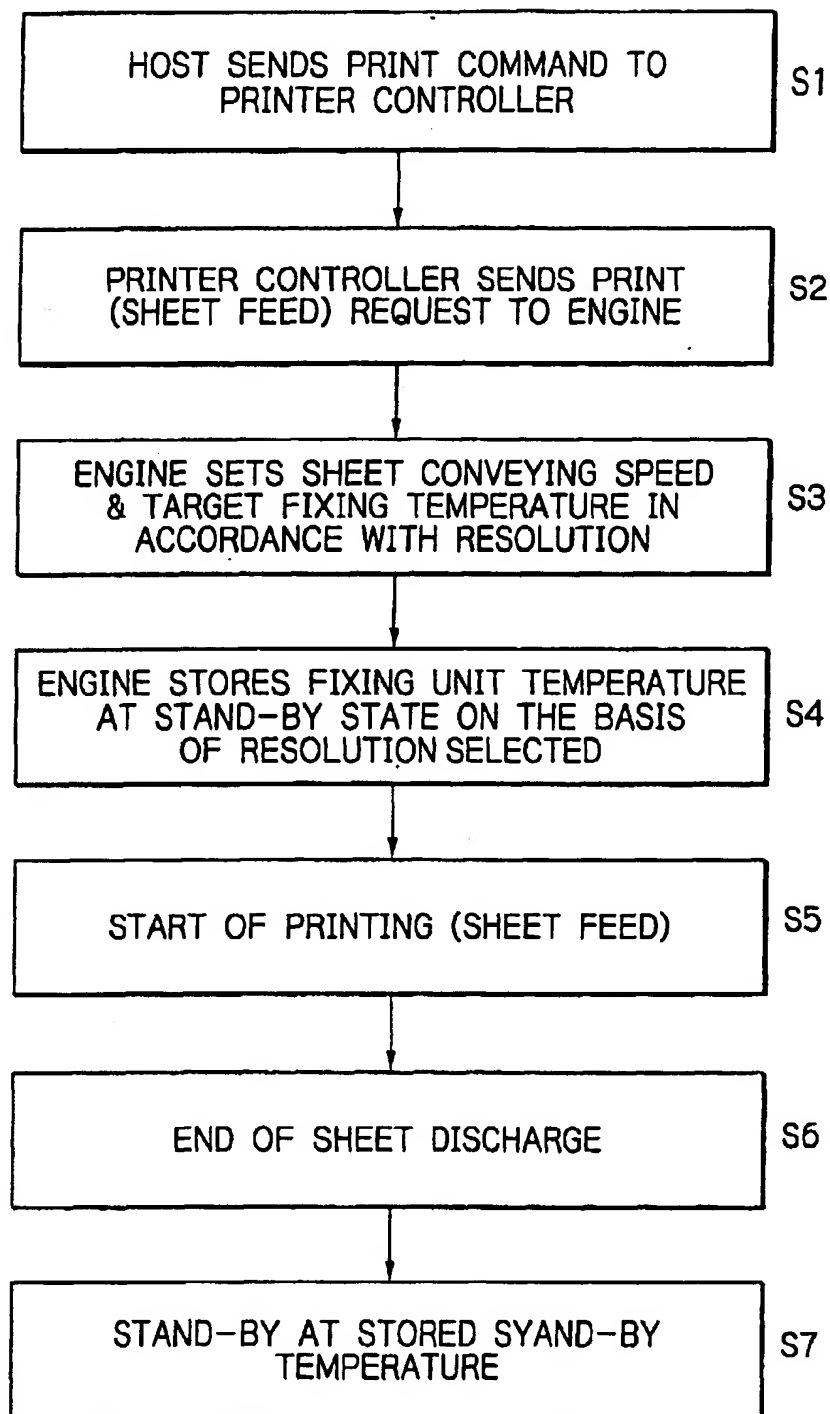 HOST SENDS PRINT COMMAND TO
PRINTER CONTROLLER
S1
PRINTER CONTROLLER SENDS PRINT
(SHEET FEED) REQUEST TO ENGINE
S2
ENGINE SETS SHEET CONVEYING SPEED
& TARGET FIXING TEMPERATURE IN
ACCORDANCE WITH RESOLUTION
S3
ENGINE STORES FIXING UNIT TEMPERATURE
AT STAND-BY STATE ON THE BASIS
OF RESOLUTION SELECTED
S4
START OF PRINTING (SHEET FEED)
S5
END OF SHEET DISCHARGE
S6
STAND-BY AT STORED SYAND-BY
TEMPERATURE
S7